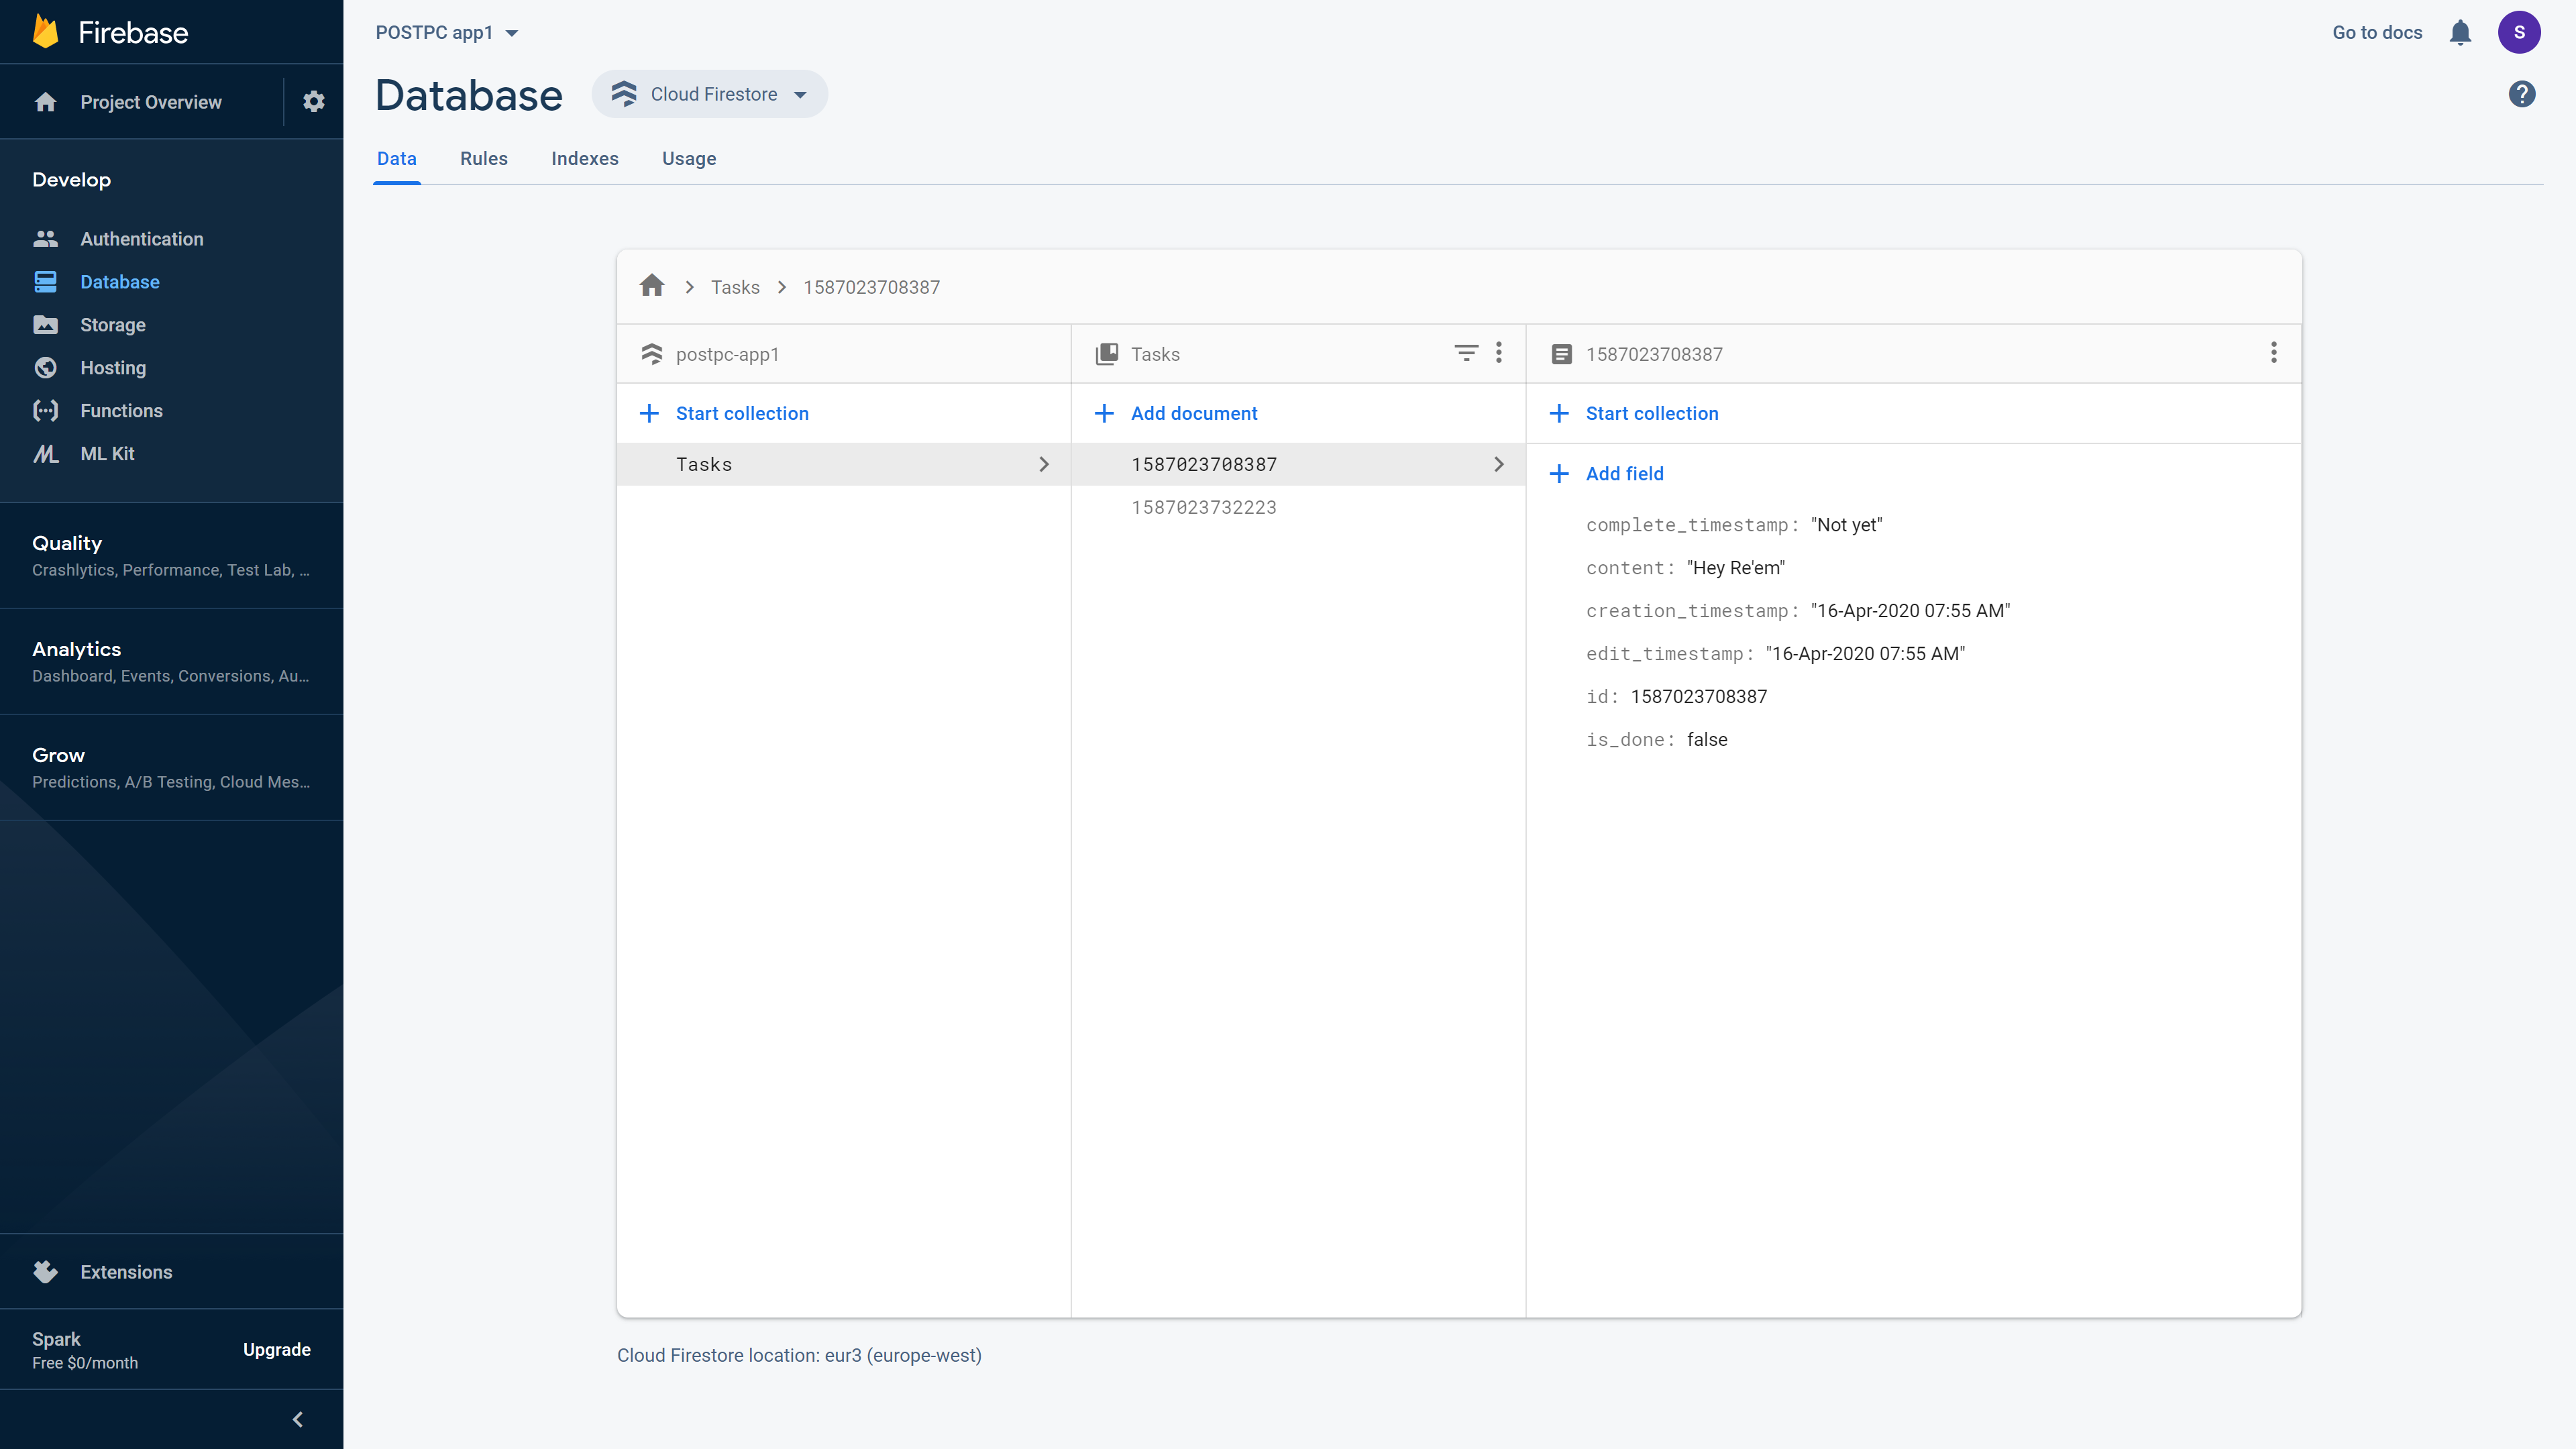 Firebase
Project Overview
Develop
Authentication
Database
Storage
Hosting
Functions
ML Kit
Quality
Crashlytics, Performance, Test Lab, ...
Analytics
Dashboard, Events, Conversions, Au...
Grow
Predictions, A/B Testing, Cloud Mes...
Extensions
Spark
Free $0/month
Upgrade
POSTPC app1
Go to docs
S
Database
Cloud Firestore
?
Data Rules Indexes Usage
Tasks 1587023708387
postpc-app1
Start collection
Tasks
Tasks
Add document
1587023708387
1587023732223
1587023708387
Start collection
Add field
complete_timestamp: "Not yet"
content: "Hey Re'em"
creation_timestamp: "16-Apr-2020 07:55 AM"
edit_timestamp: "16-Apr-2020 07:55 AM"
id: 1587023708387
is_done: false
Cloud Firestore location: eur3 (europe-west)